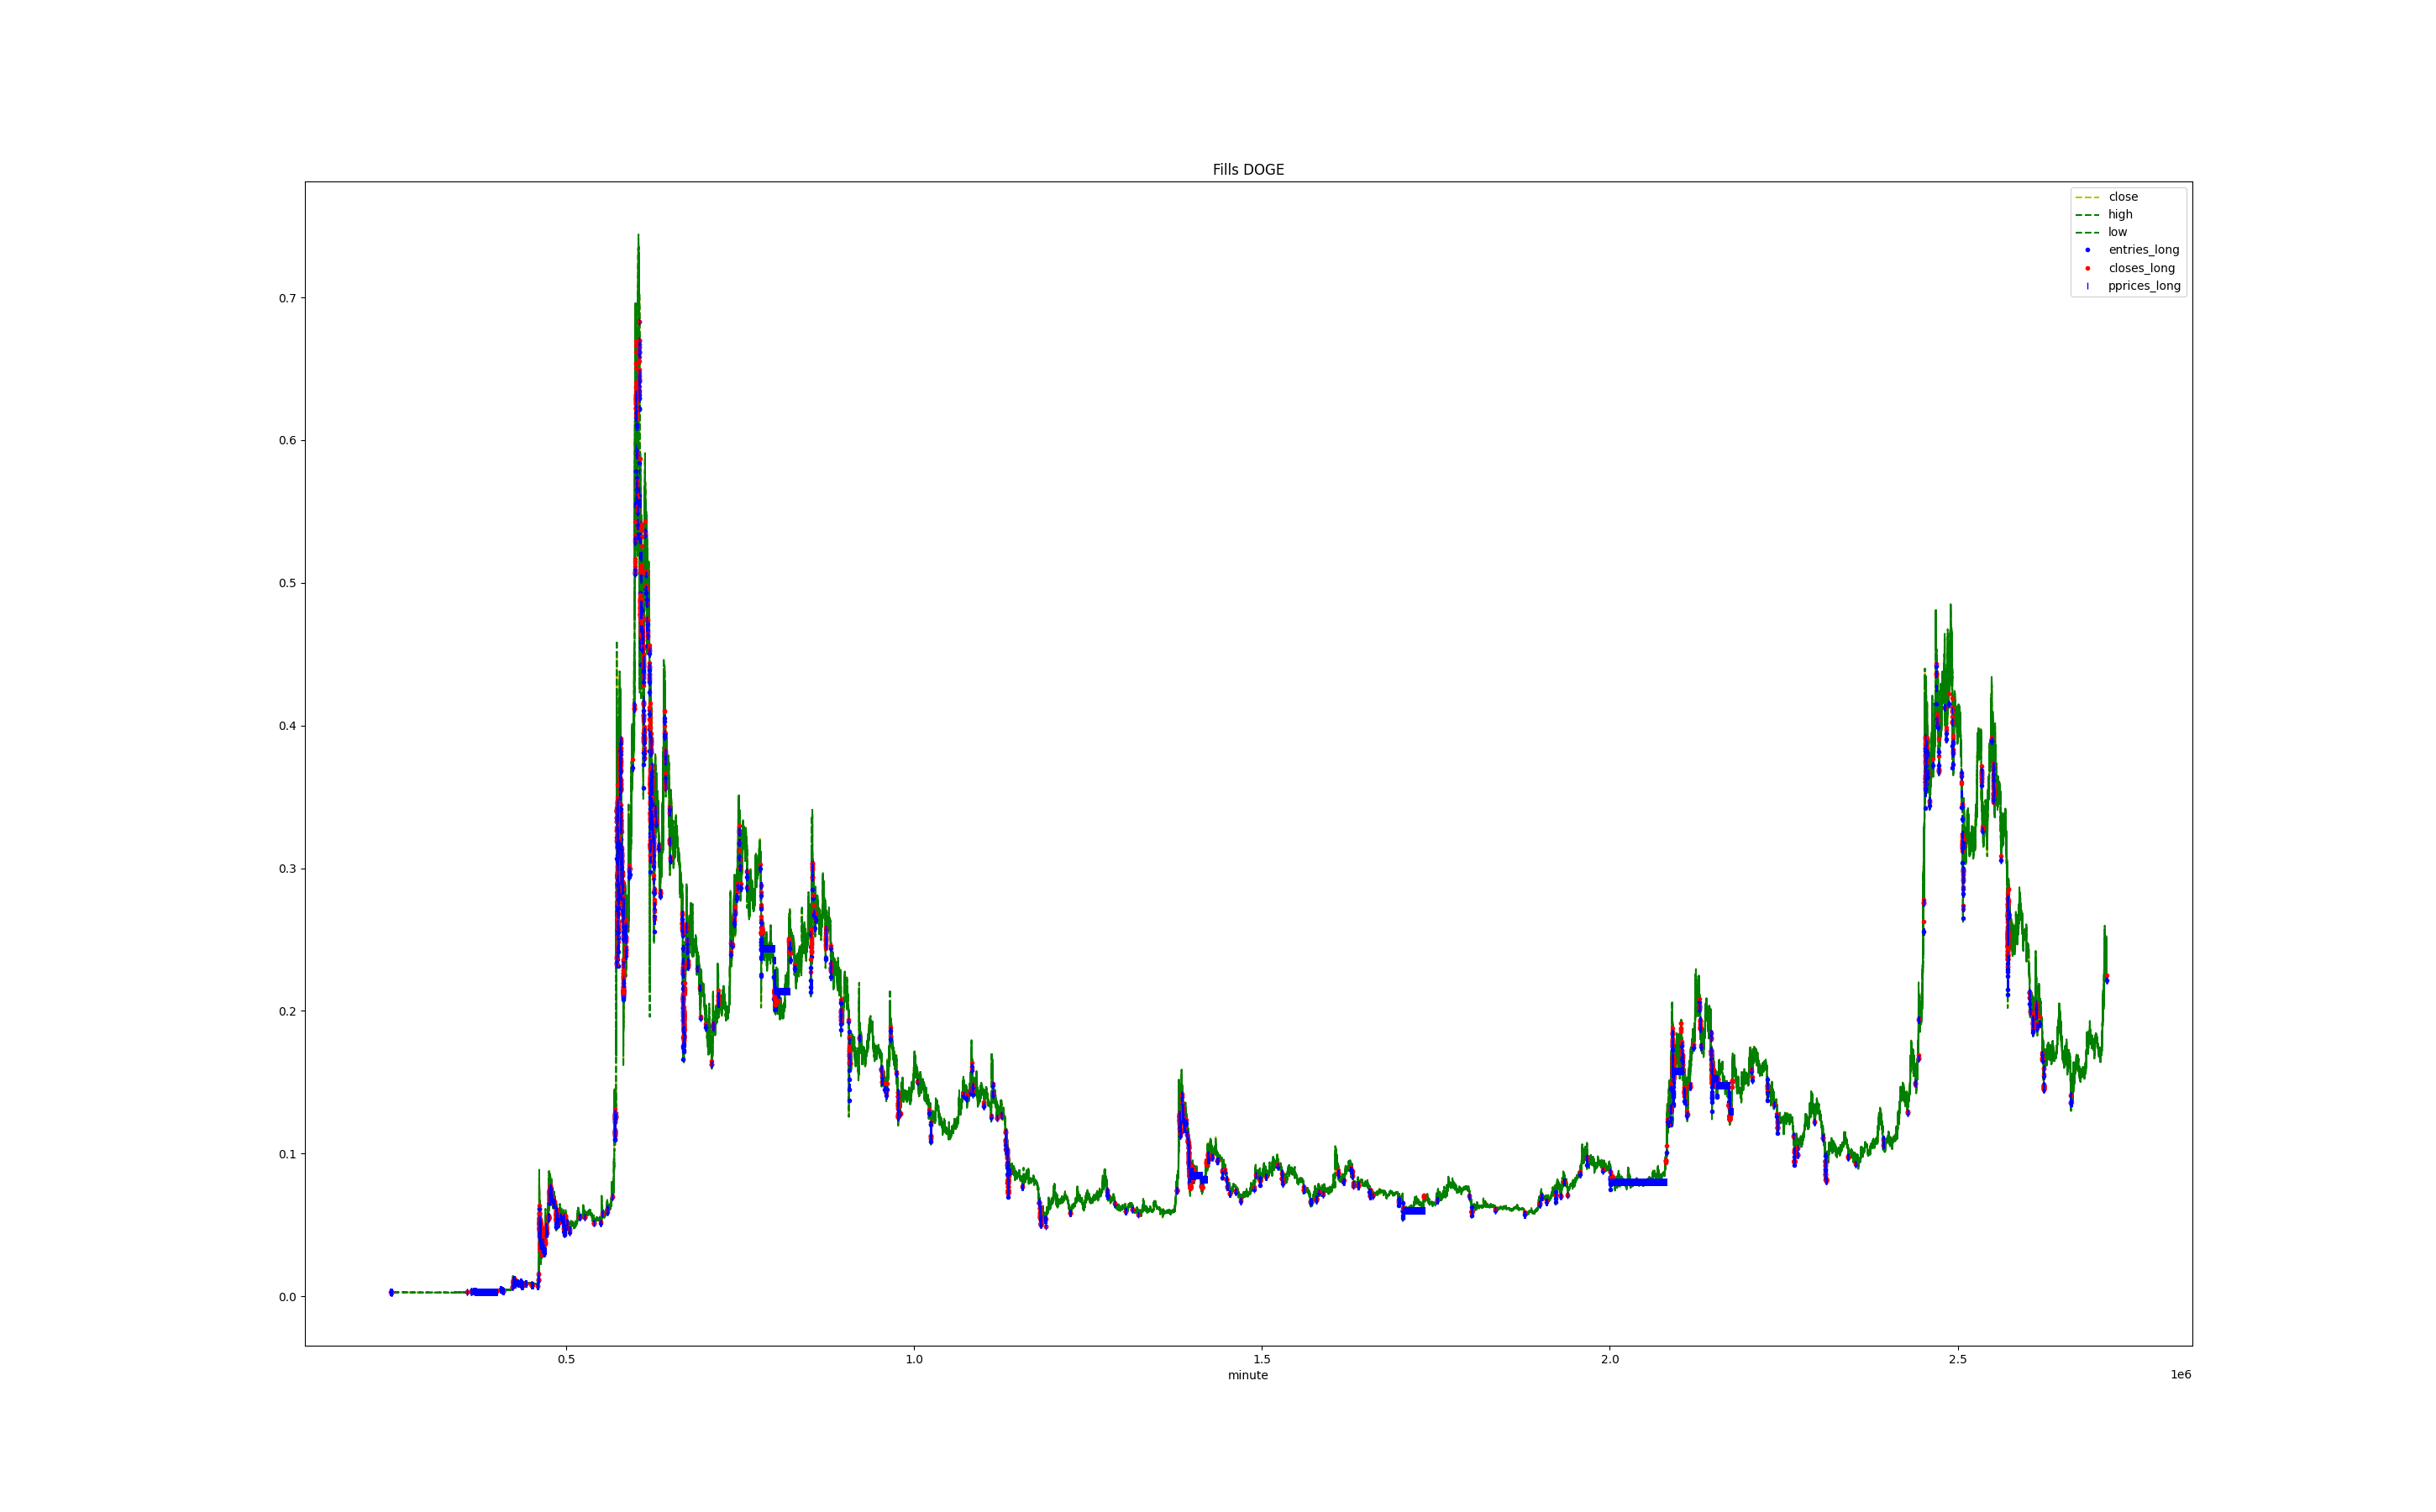 Fills DOGE
close
high
low
entries_long
closes_long
pprices_long
0.7
0.6
0.5
0.4
0.3
0.2
0.1
0.0
0.5 1.0 1.5 2.0 2.5
minute 1e6